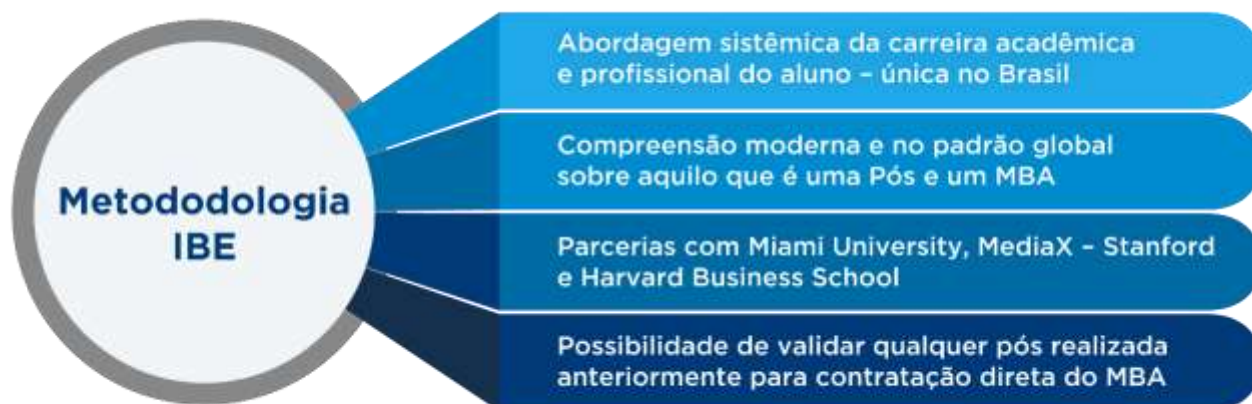 Metododologia
IBE
Abordagem sistêmica da carreira acadêmica
e profissional do aluno – única no Brasil
Compreensão moderna e no padrão global
sobre aquilo que é uma Pós e um MBA
Parcerias com Miami University, MediaX – Stanford
e Harvard Business School
Possibilidade de validar qualquer pós realizada
anteriormente para contratação direta do MBA